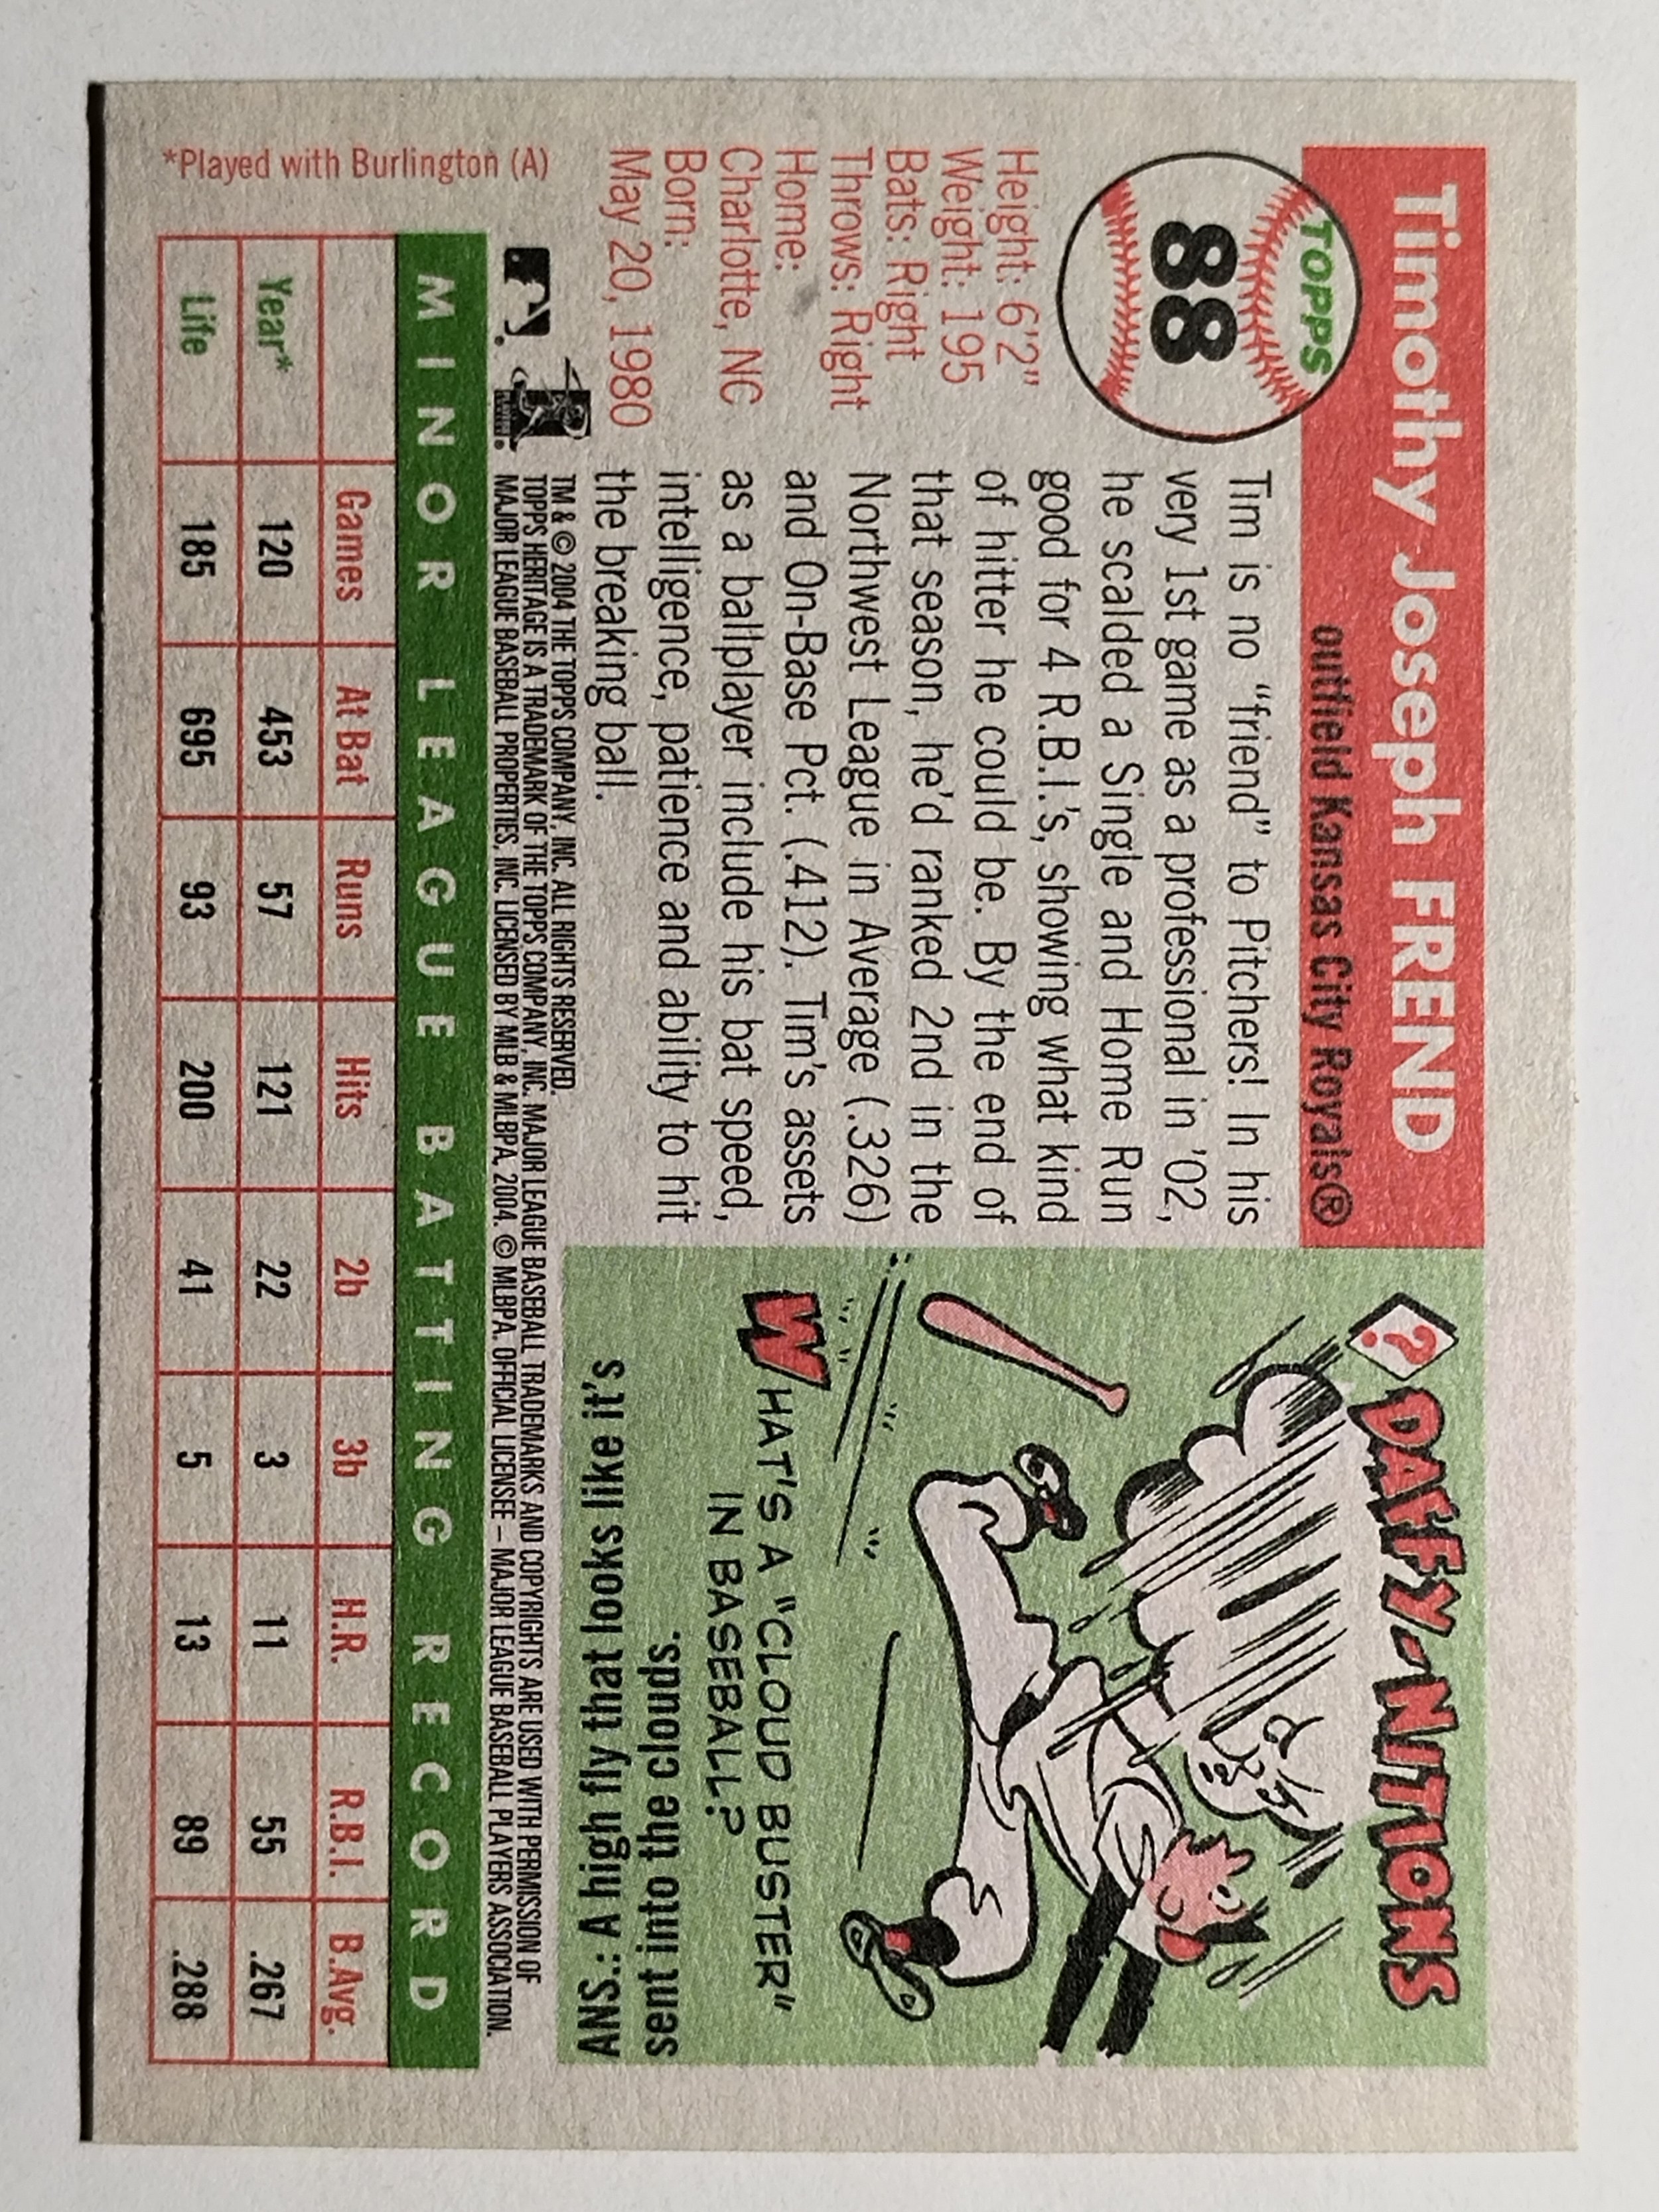 Timothy Joseph FREND
outfield Kansas City Royals®
TOPPS
88
Height: 6'2"
Weight: 195
Bats: Right
Throws: Right
Home:
Charlotte, NC
Born:
May 20, 1980
Tim is no "friend" to Pitchers! In his
very 1st game as a professional in '02,
he scalded a Single and Home Run
good for 4 R.B.I.'s, showing what kind
of hitter he could be. By the end of
that season, he'd ranked 2nd in the
Northwest League in Average (.326)
and On-Base Pct. (.412). Tim's assets
as a ballplayer include his bat speed,
intelligence, patience and ability to hit
the breaking ball.
? DAFFY-NITIONS
WHAT'S A "CLOUD BUSTER"
IN BASEBALL?
ANS.: A high fly that looks like it's
sent into the clouds.
TM & © 2004 THE TOPPS COMPANY, INC. ALL RIGHTS RESERVED.
TOPPS HERITAGE IS A TRADEMARK OF THE TOPPS COMPANY, INC. MAJOR LEAGUE BASEBALL TRADEMARKS AND COPYRIGHTS ARE USED WITH PERMISSION OF
MAJOR LEAGUE BASEBALL PROPERTIES, INC. LICENSED BY MLB & MLBPA, 2004. © MLBPA. OFFICIAL LICENSEE – MAJOR LEAGUE BASEBALL PLAYERS ASSOCIATION.
MINOR LEAGUE BATTING RECORD
Games At Bat Runs Hits 2b 3b H.R. R.B.I. B.Avg.
Year* 120 453 57 121 22 3 11 55 .267
Life 185 695 93 200 41 5 13 89 .288
*Played with Burlington (A)